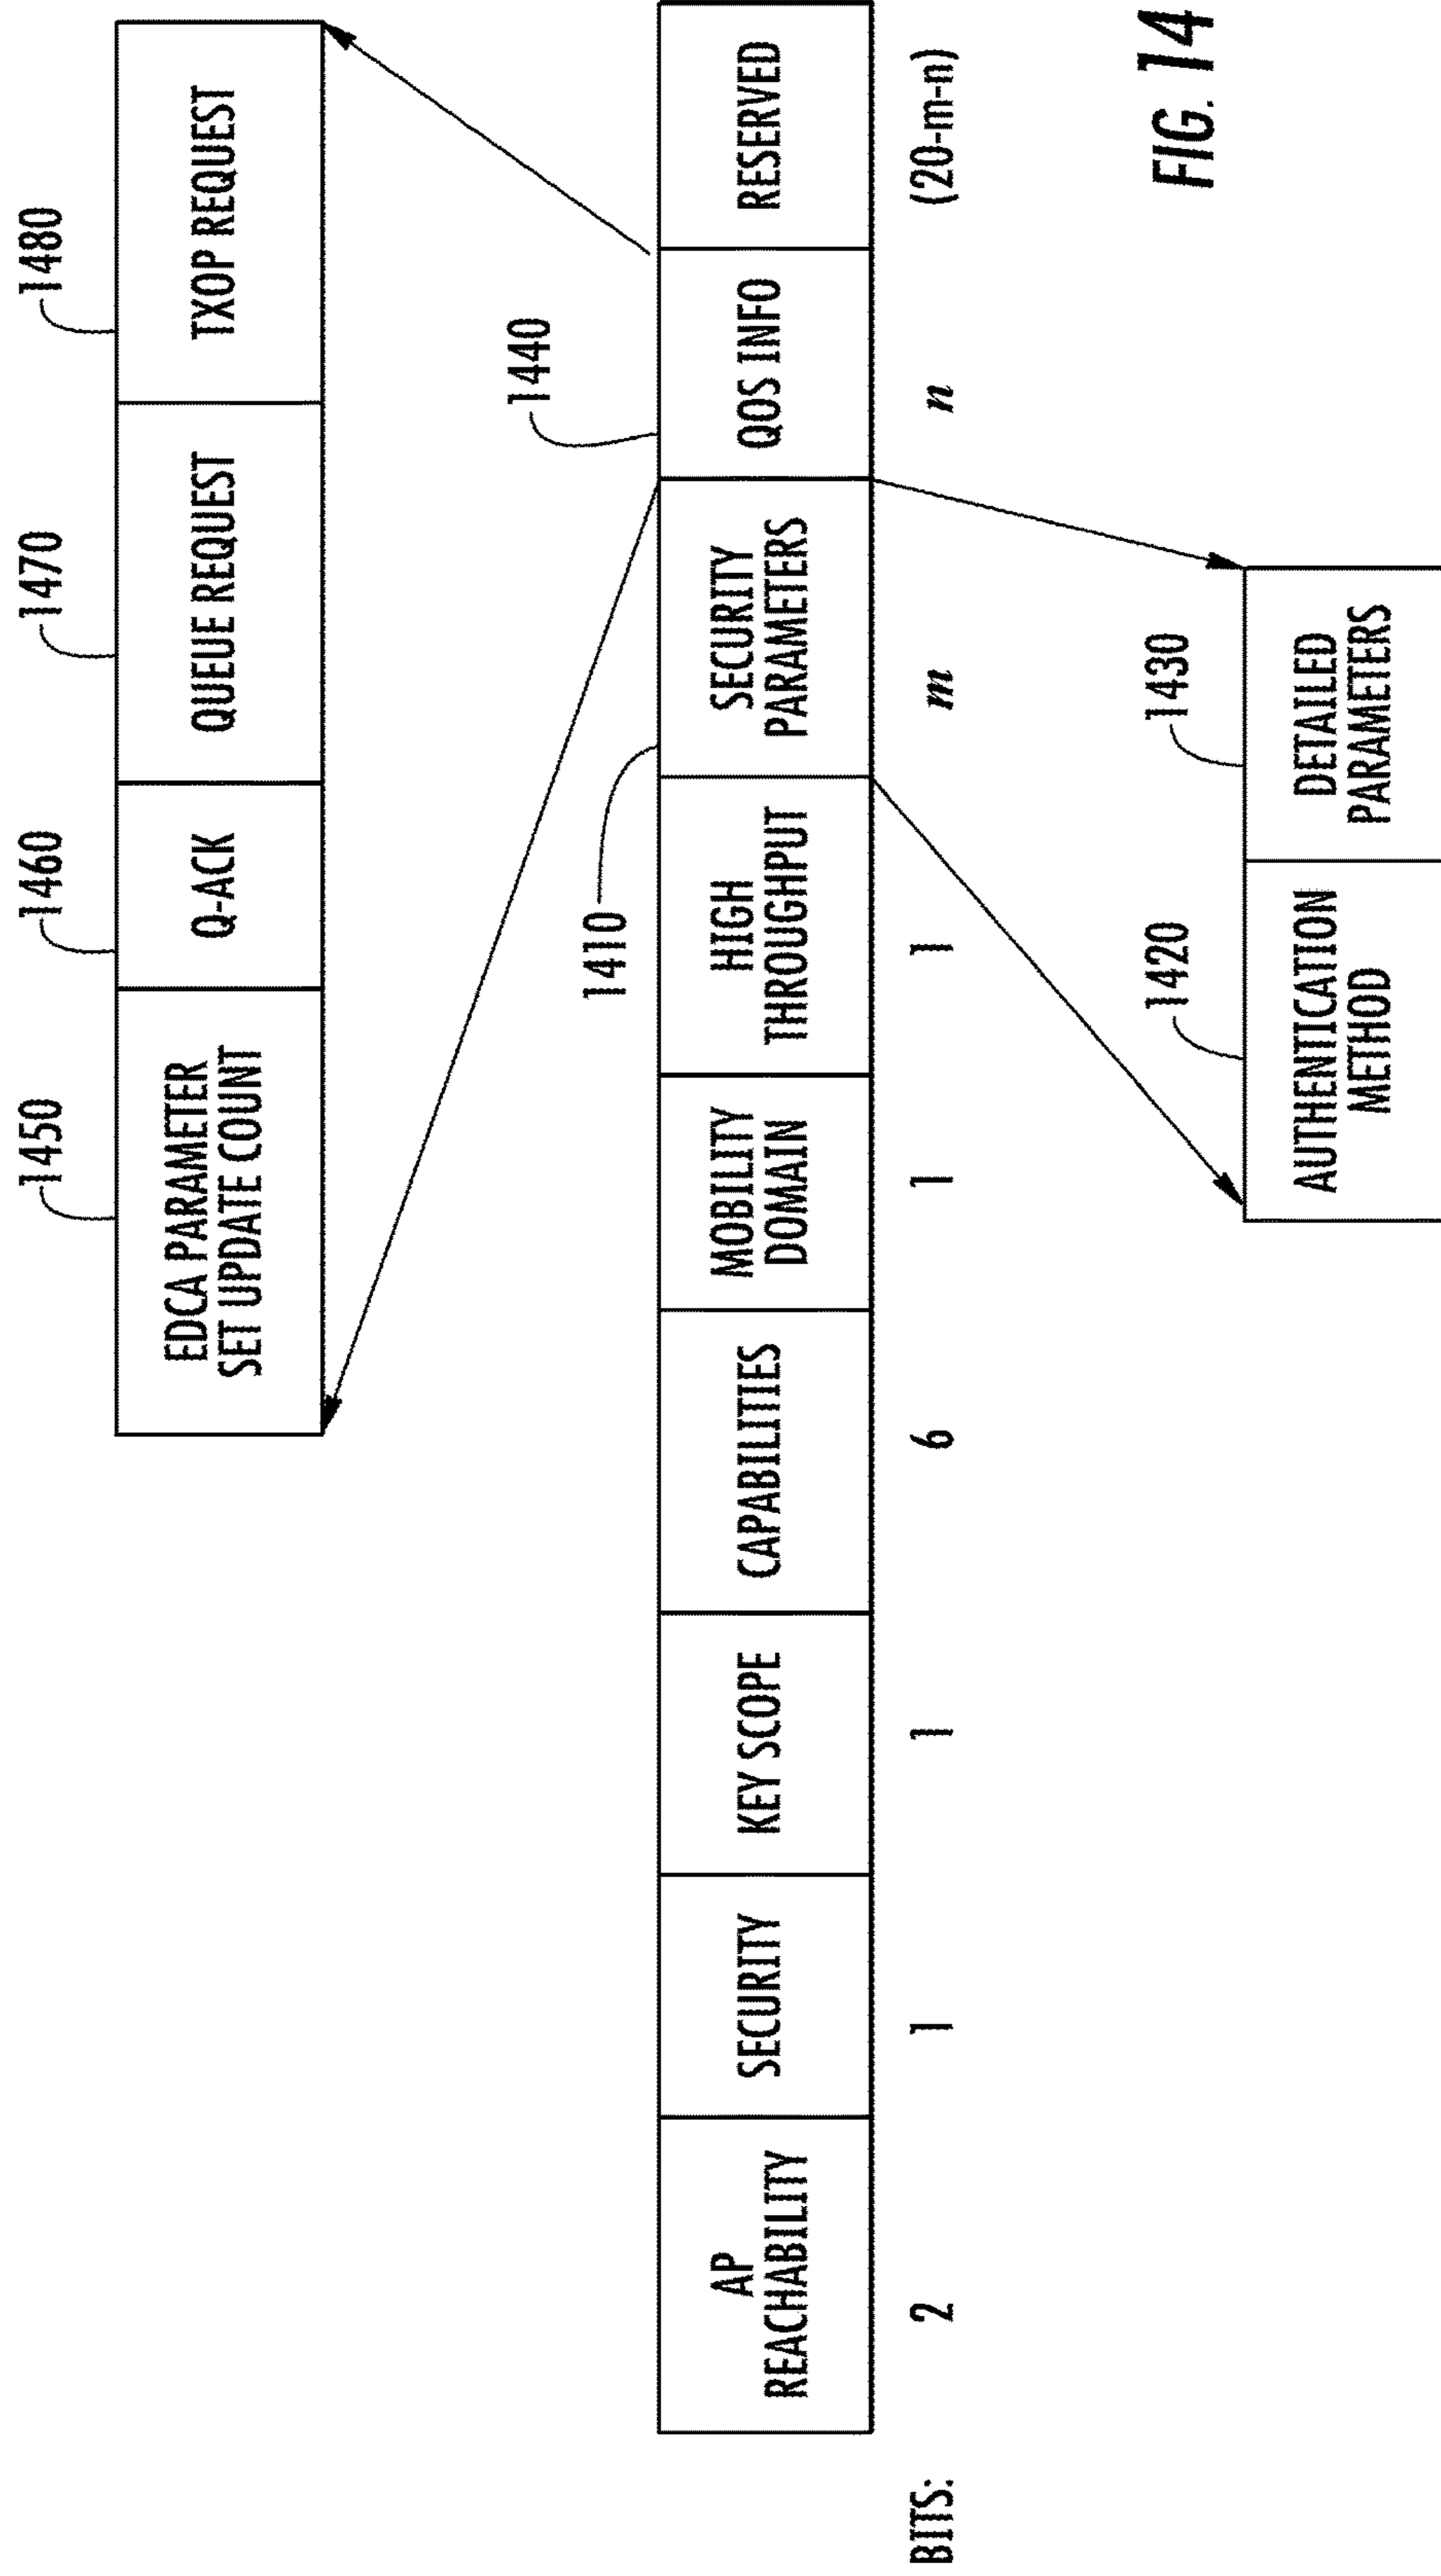 1450
1460
1470
1480
EDCA PARAMETER
SET UPDATE COUNT
Q-ACK
QUEUE REQUEST
TXOP REQUEST
1410
1440
AP
REACHABILITY
SECURITY
KEY SCOPE
CAPABILITIES
MOBILITY
DOMAIN
HIGH
THROUGHPUT
SECURITY
PARAMETERS
QOS INFO
RESERVED
BITS:
2
1
1
6
1
1
m
n
(20-m-n)
1420
1430
AUTHENTICATION
METHOD
DETAILED
PARAMETERS
FIG. 14